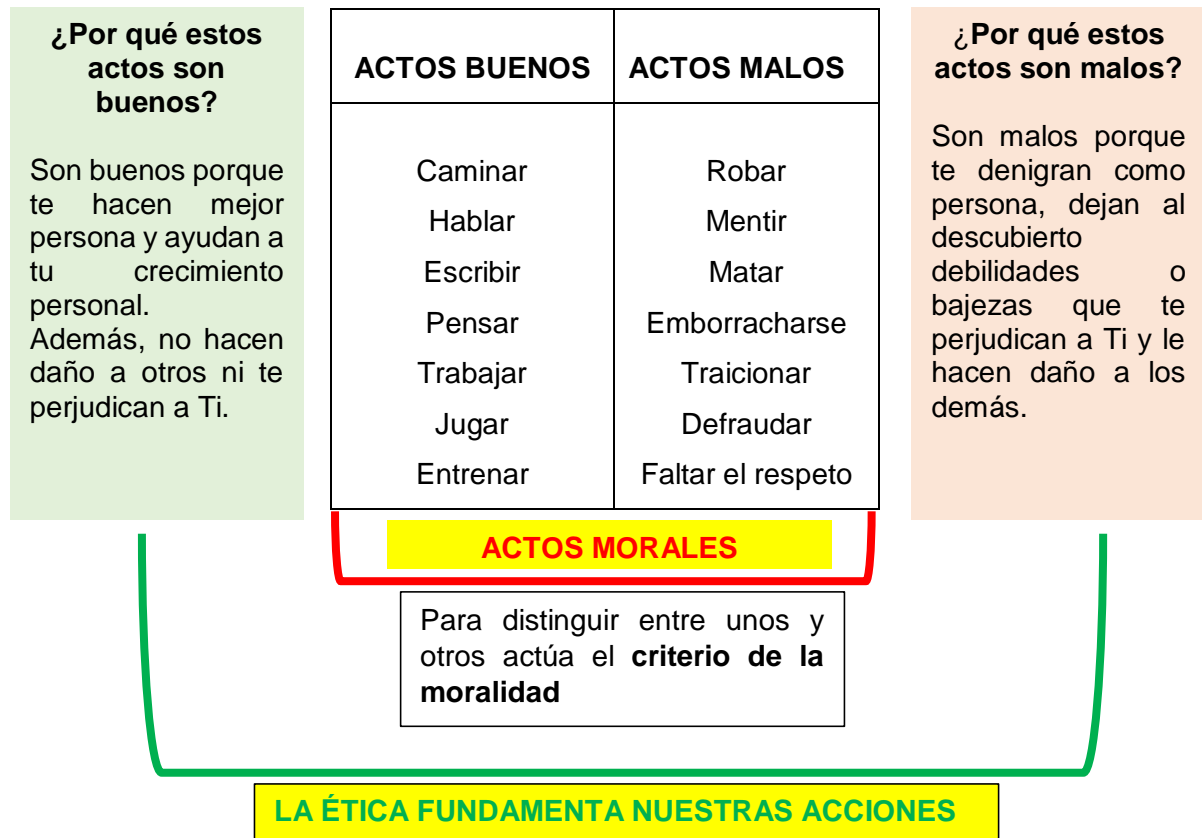 ¿Por qué estos
actos son
buenos?
Son buenos porque
te hacen mejor
persona y ayudan a
tu crecimiento
personal.
Además, no hacen
daño a otros ni te
perjudican a Ti.
ACTOS BUENOS
Caminar
Hablar
Escribir
Pensar
Trabajar
Jugar
Entrenar
ACTOS MALOS
Robar
Mentir
Matar
Emborracharse
Traicionar
Defraudar
Faltar el respeto
¿Por qué estos
actos son malos?
Son malos porque
te denigran como
persona, dejan al
descubierto
debilidades o
bajezas que te
perjudican a Ti y le
hacen daño a los
demás.
ACTOS MORALES
Para distinguir entre unos y
otros actúa el criterio de la
moralidad
LA ÉTICA FUNDAMENTA NUESTRAS ACCIONES